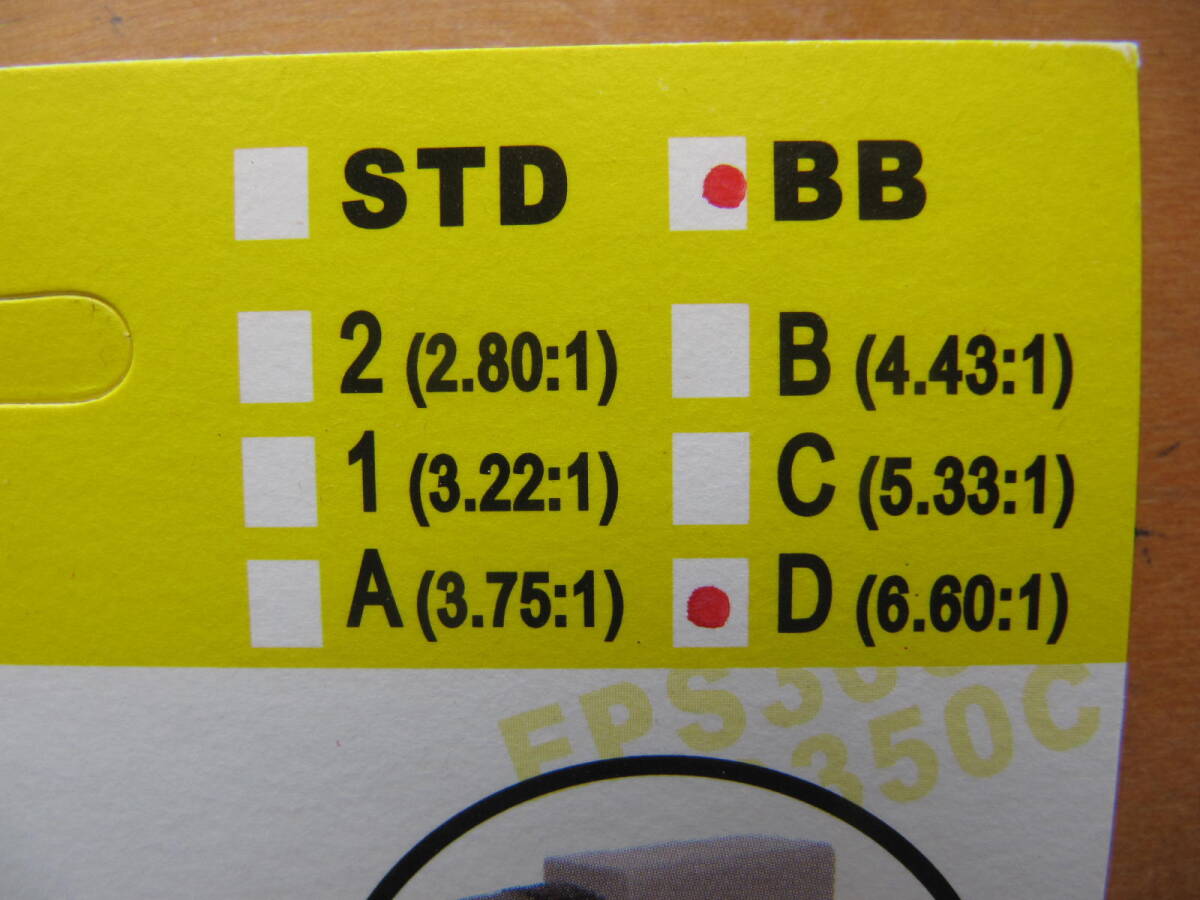 STD BB
2 (2.80:1) B (4.43:1)
1 (3.22:1) C (5.33:1)
A (3.75:1) D (6.60:1)
350C